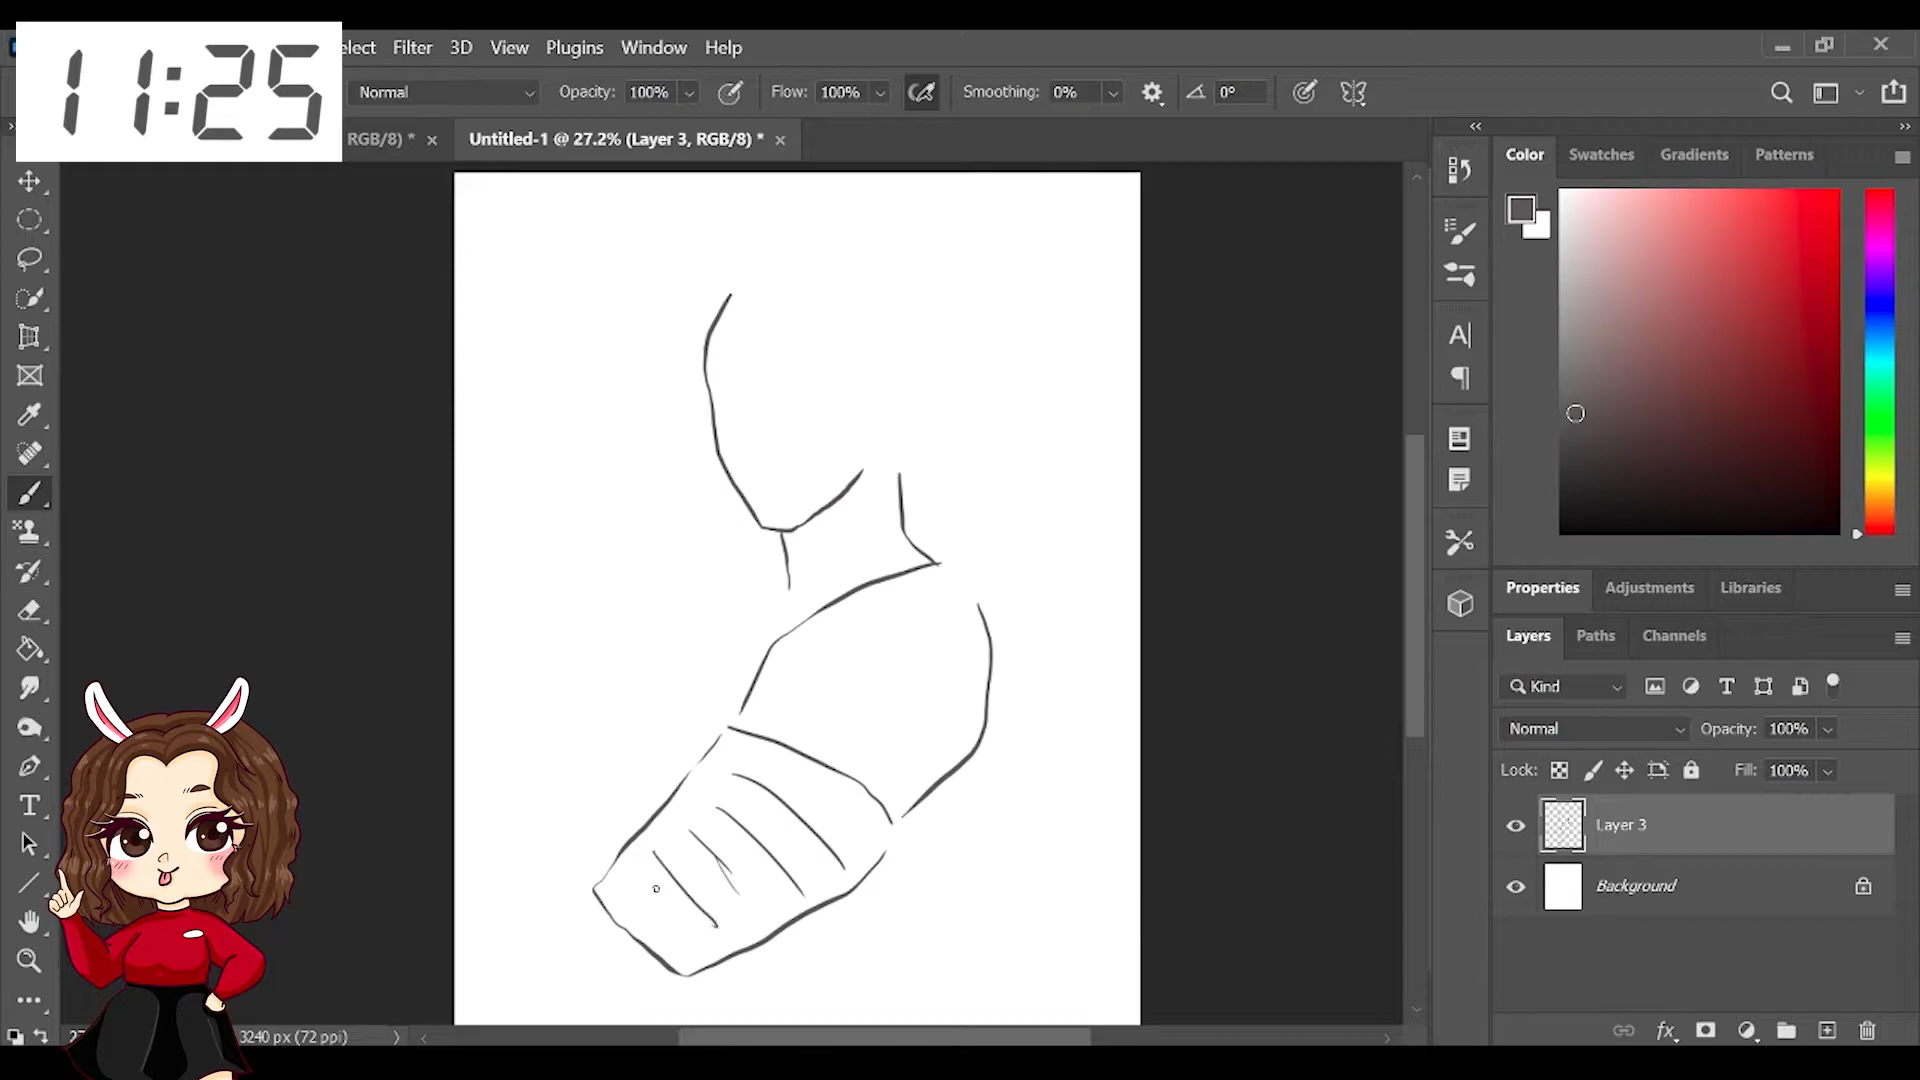 11:25
elect Filter 3D View Plugins Window Help
Normal Opacity: 100% Flow: 100% Smoothing: 0% 0°
RGB/8) * × Untitled-1 @ 27.2% (Layer 3, RGB/8) * ×
Color Swatches Gradients Patterns
Properties Adjustments Libraries
Layers Paths Channels
Kind
Normal Opacity: 100%
Lock: Fill: 100%
Layer 3
Background
fx
3240 px (72 ppi)